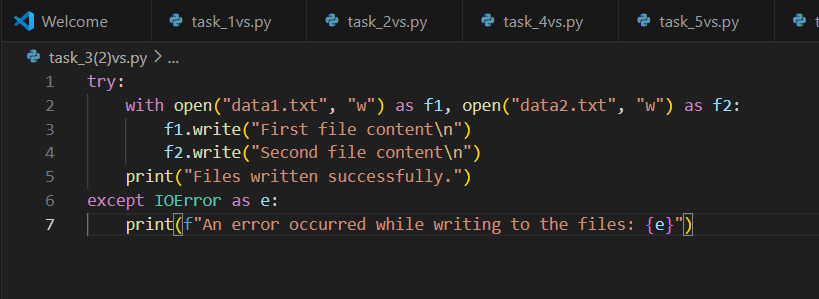 Welcome task_1vs.py task_2vs.py task_4vs.py task_5vs.py
task_3(2)vs.py > ...
1 try:
2     with open("data1.txt", "w") as f1, open("data2.txt", "w") as f2:
3         f1.write("First file content\n")
4         f2.write("Second file content\n")
5     print("Files written successfully.")
6 except IOError as e:
7     print(f"An error occurred while writing to the files: {e}")